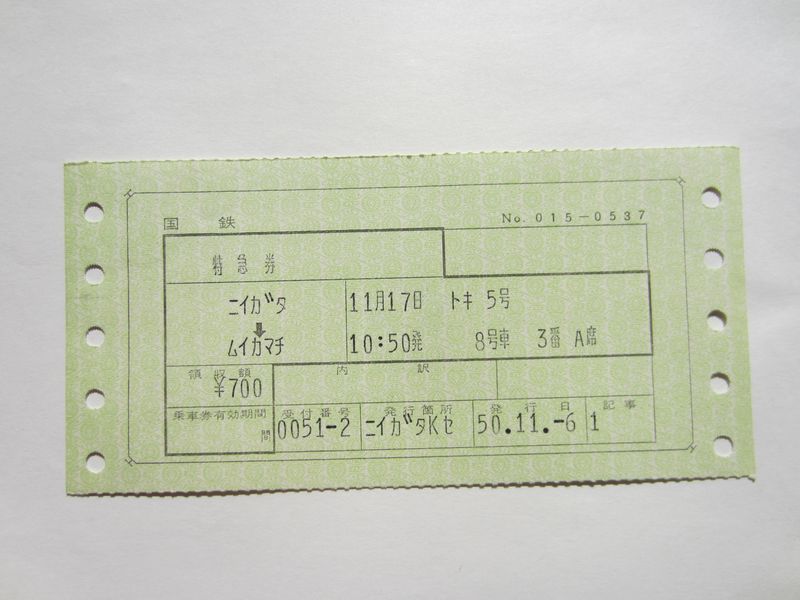 国鉄 No. 015-0537
特急券
ニイガタ 11月17日 トキ 5号
⬇
ムイカマチ 10:50発 8号車 3番 A席
領収額 内訳
¥700
乗車券有効期間 受付番号 発行箇所 発行日 記事
間 0051-2 ニイガタKセ 50.11.-6 1